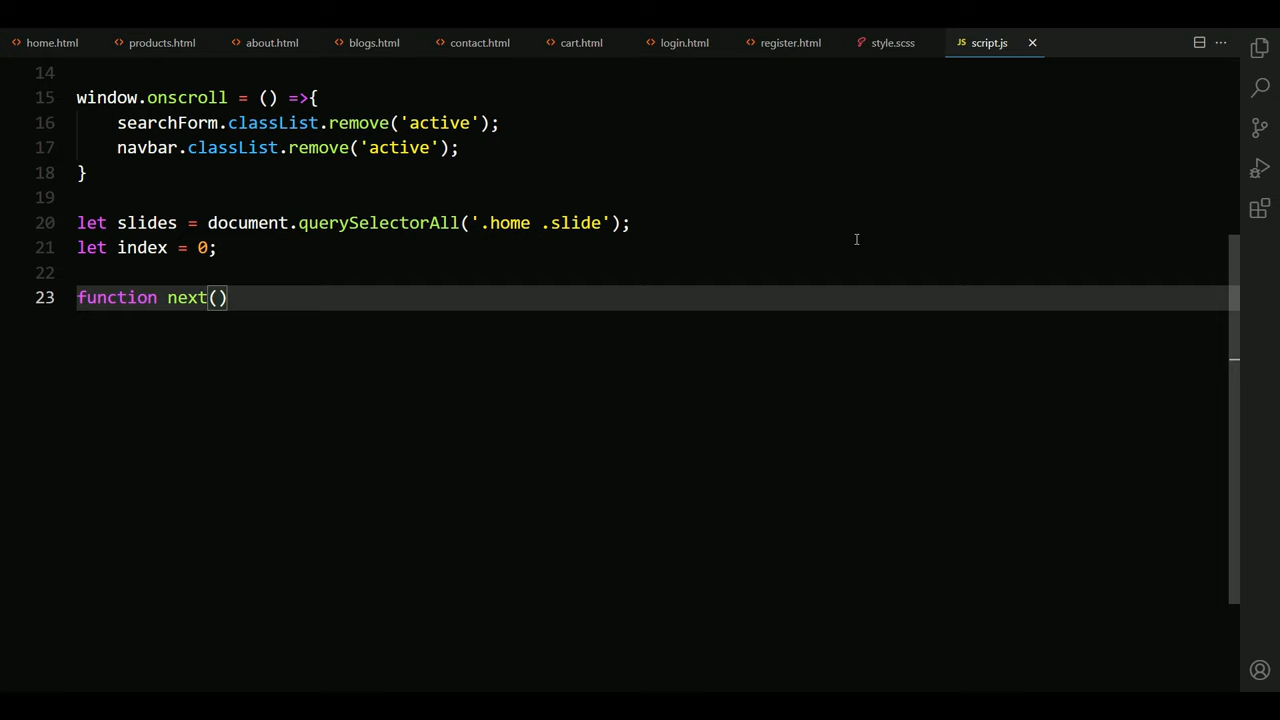 home.html products.html about.html blogs.html contact.html cart.html login.html register.html style.scss JS script.js
14
15 window.onscroll = () =>{
16 searchForm.classList.remove('active');
17 navbar.classList.remove('active');
18 }
19
20 let slides = document.querySelectorAll('.home .slide');
21 let index = 0;
22
23 function next()